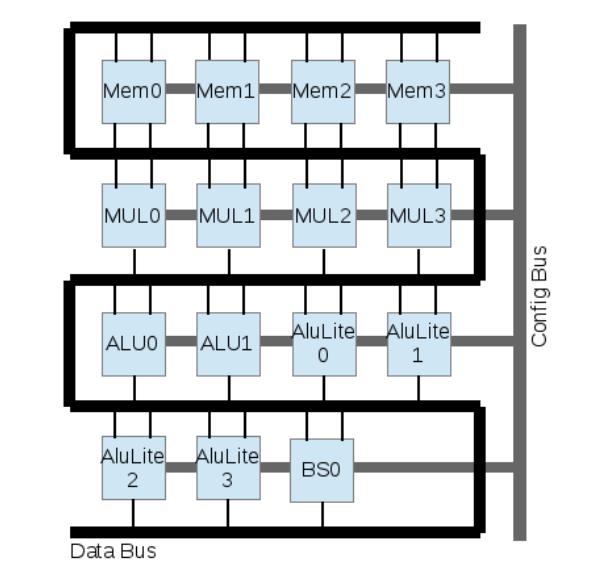 Mem0
Mem1
Mem2
Mem3
MUL0
MUL1
MUL2
MUL3
Config Bus
ALU0
ALU1
AluLite
0
AluLite
1
AluLite
2
AluLite
3
BS0
Data Bus